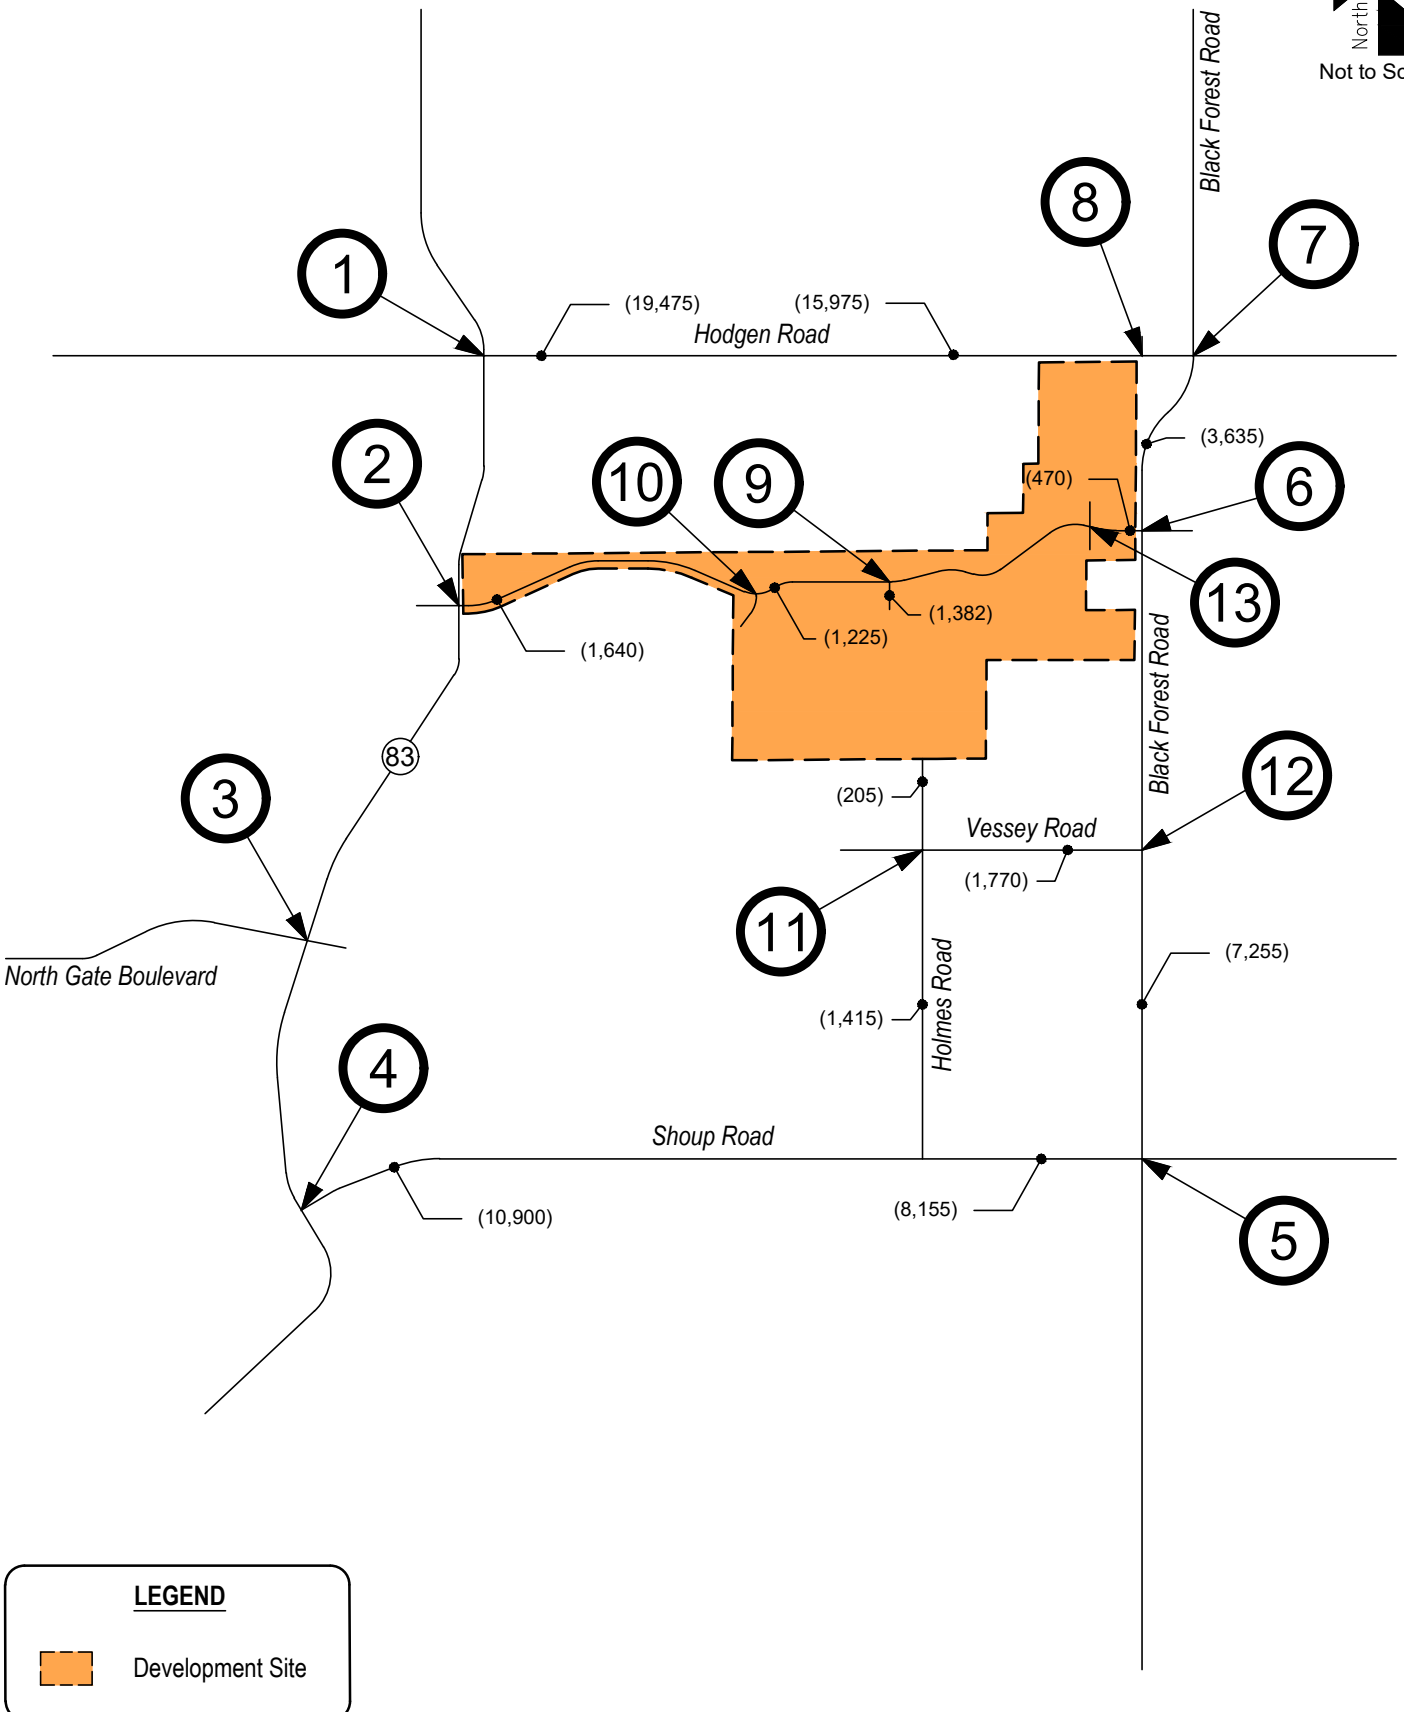 North
Not to Sc
Black Forest Road
8
7
1
(19,475)
(15,975)
Hodgen Road
2
10
9
(3,635)
(470)
6
13
(1,382)
(1,225)
(1,640)
Black Forest Road
83
3
12
(205)
Vessey Road
(1,770)
11
North Gate Boulevard
(7,255)
Holmes Road
(1,415)
4
Shoup Road
(10,900)
(8,155)
5
LEGEND
Development Site